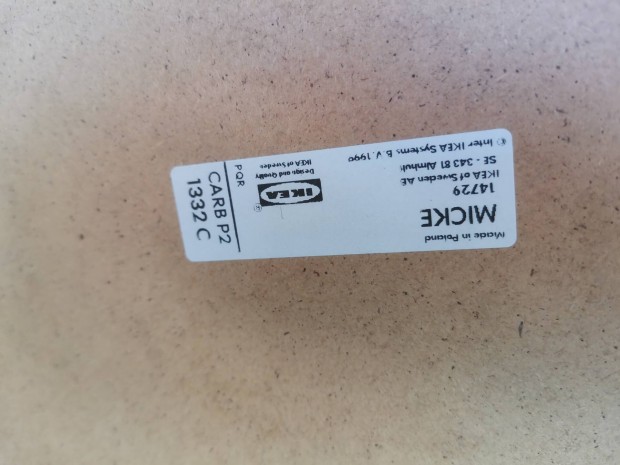 Made in Poland
MICKE
14729
IKEA of Sweden AB
SE - 343 81 Älmhult
© Inter IKEA Systems B.V. 1990
IKEA
®
Design and Quality
IKEA of Sweden
PQR
CARB P2
1332 C